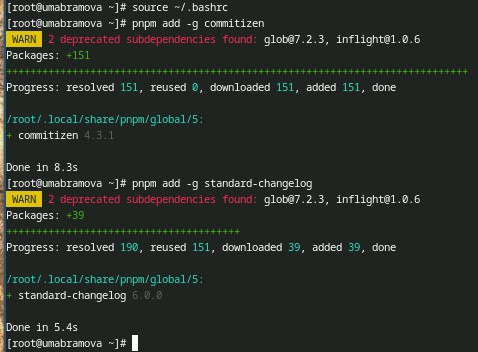 [root@umabramova ~]# source ~/.bashrc
[root@umabramova ~]# pnpm add -g commitizen
WARN 2 deprecated subdependencies found: glob@7.2.3, inflight@1.0.6
Packages: +151
++++++++++++++++++++++++++++++++++++++++++++++++++++++++++++++++++++++++++++++
Progress: resolved 151, reused 0, downloaded 151, added 151, done
/root/.local/share/pnpm/global/5:
+ commitizen 4.3.1
Done in 8.3s
[root@umabramova ~]# pnpm add -g standard-changelog
WARN 2 deprecated subdependencies found: glob@7.2.3, inflight@1.0.6
Packages: +39
+++++++++++++++++++++++++++++++++++++++
Progress: resolved 190, reused 151, downloaded 39, added 39, done
/root/.local/share/pnpm/global/5:
+ standard-changelog 6.0.0
Done in 5.4s
[root@umabramova ~]#